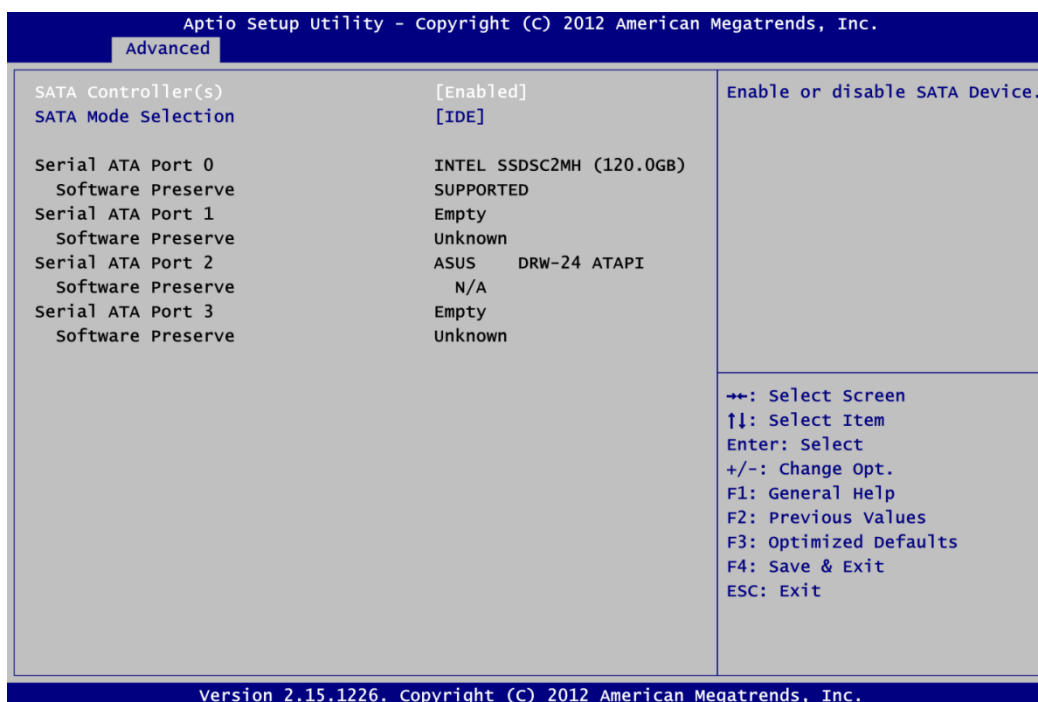 Aptio Setup Utility - Copyright (C) 2012 American Megatrends, Inc.
Advanced
SATA Controller(s) [Enabled]
SATA Mode Selection [IDE]
Serial ATA Port 0 INTEL SSDSC2MH (120.0GB)
Software Preserve SUPPORTED
Serial ATA Port 1 Empty
Software Preserve Unknown
Serial ATA Port 2 ASUS DRW-24 ATAPI
Software Preserve N/A
Serial ATA Port 3 Empty
Software Preserve Unknown
Enable or disable SATA Device.
→←: Select Screen
↑↓: Select Item
Enter: Select
+/-: Change Opt.
F1: General Help
F2: Previous Values
F3: Optimized Defaults
F4: Save & Exit
ESC: Exit
Version 2.15.1226. Copyright (C) 2012 American Megatrends, Inc.